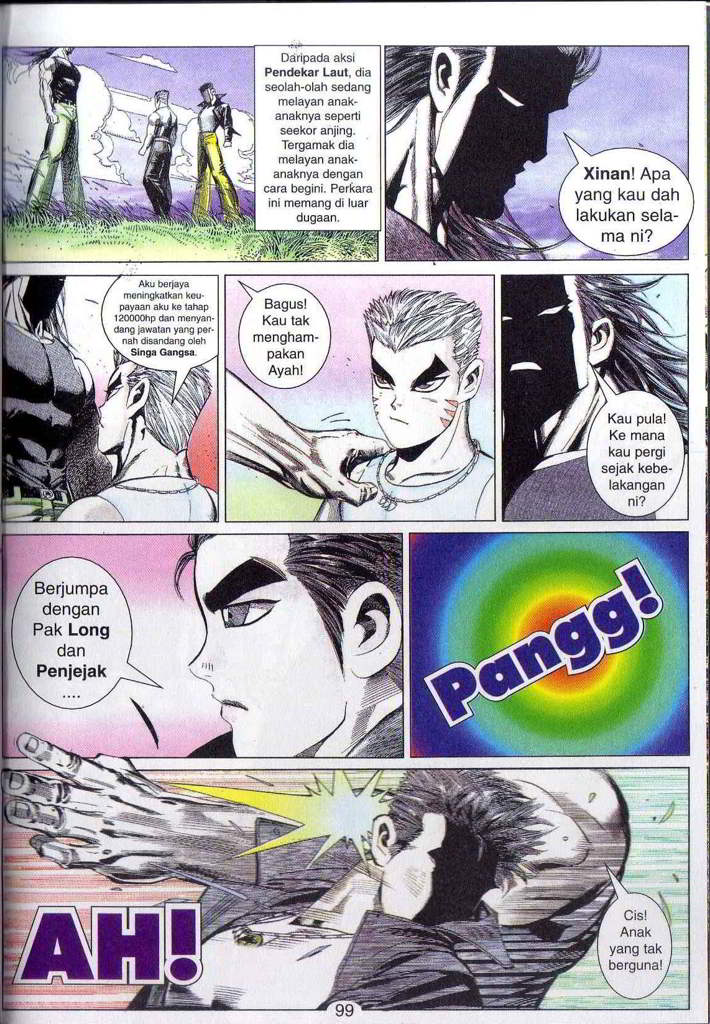 Daripada aksi
Pendekar Laut, dia
seolah-olah sedang
melayan anak-
anaknya seperti
seekor anjing.
Tergamak dia
melayan anak-
anaknya dengan
cara begini. Perkara
ini memang di luar
dugaan.
Xinan! Apa
yang kau dah
lakukan sela-
ma ni?
Aku berjaya
meningkatkan keu-
payaan aku ke tahap
120000hp dan menyan-
dang jawatan yang per-
nah disandang oleh
Singa Gangsa.
Bagus!
Kau tak
mengham-
pakan
Ayah!
Kau pula!
Ke mana
kau pergi
sejak kebe-
lakangan
ni?
Berjumpa
dengan
Pak Long
dan
Penjejak
....
Pangg!
AH!
Cis!
Anak
yang tak
berguna!
99